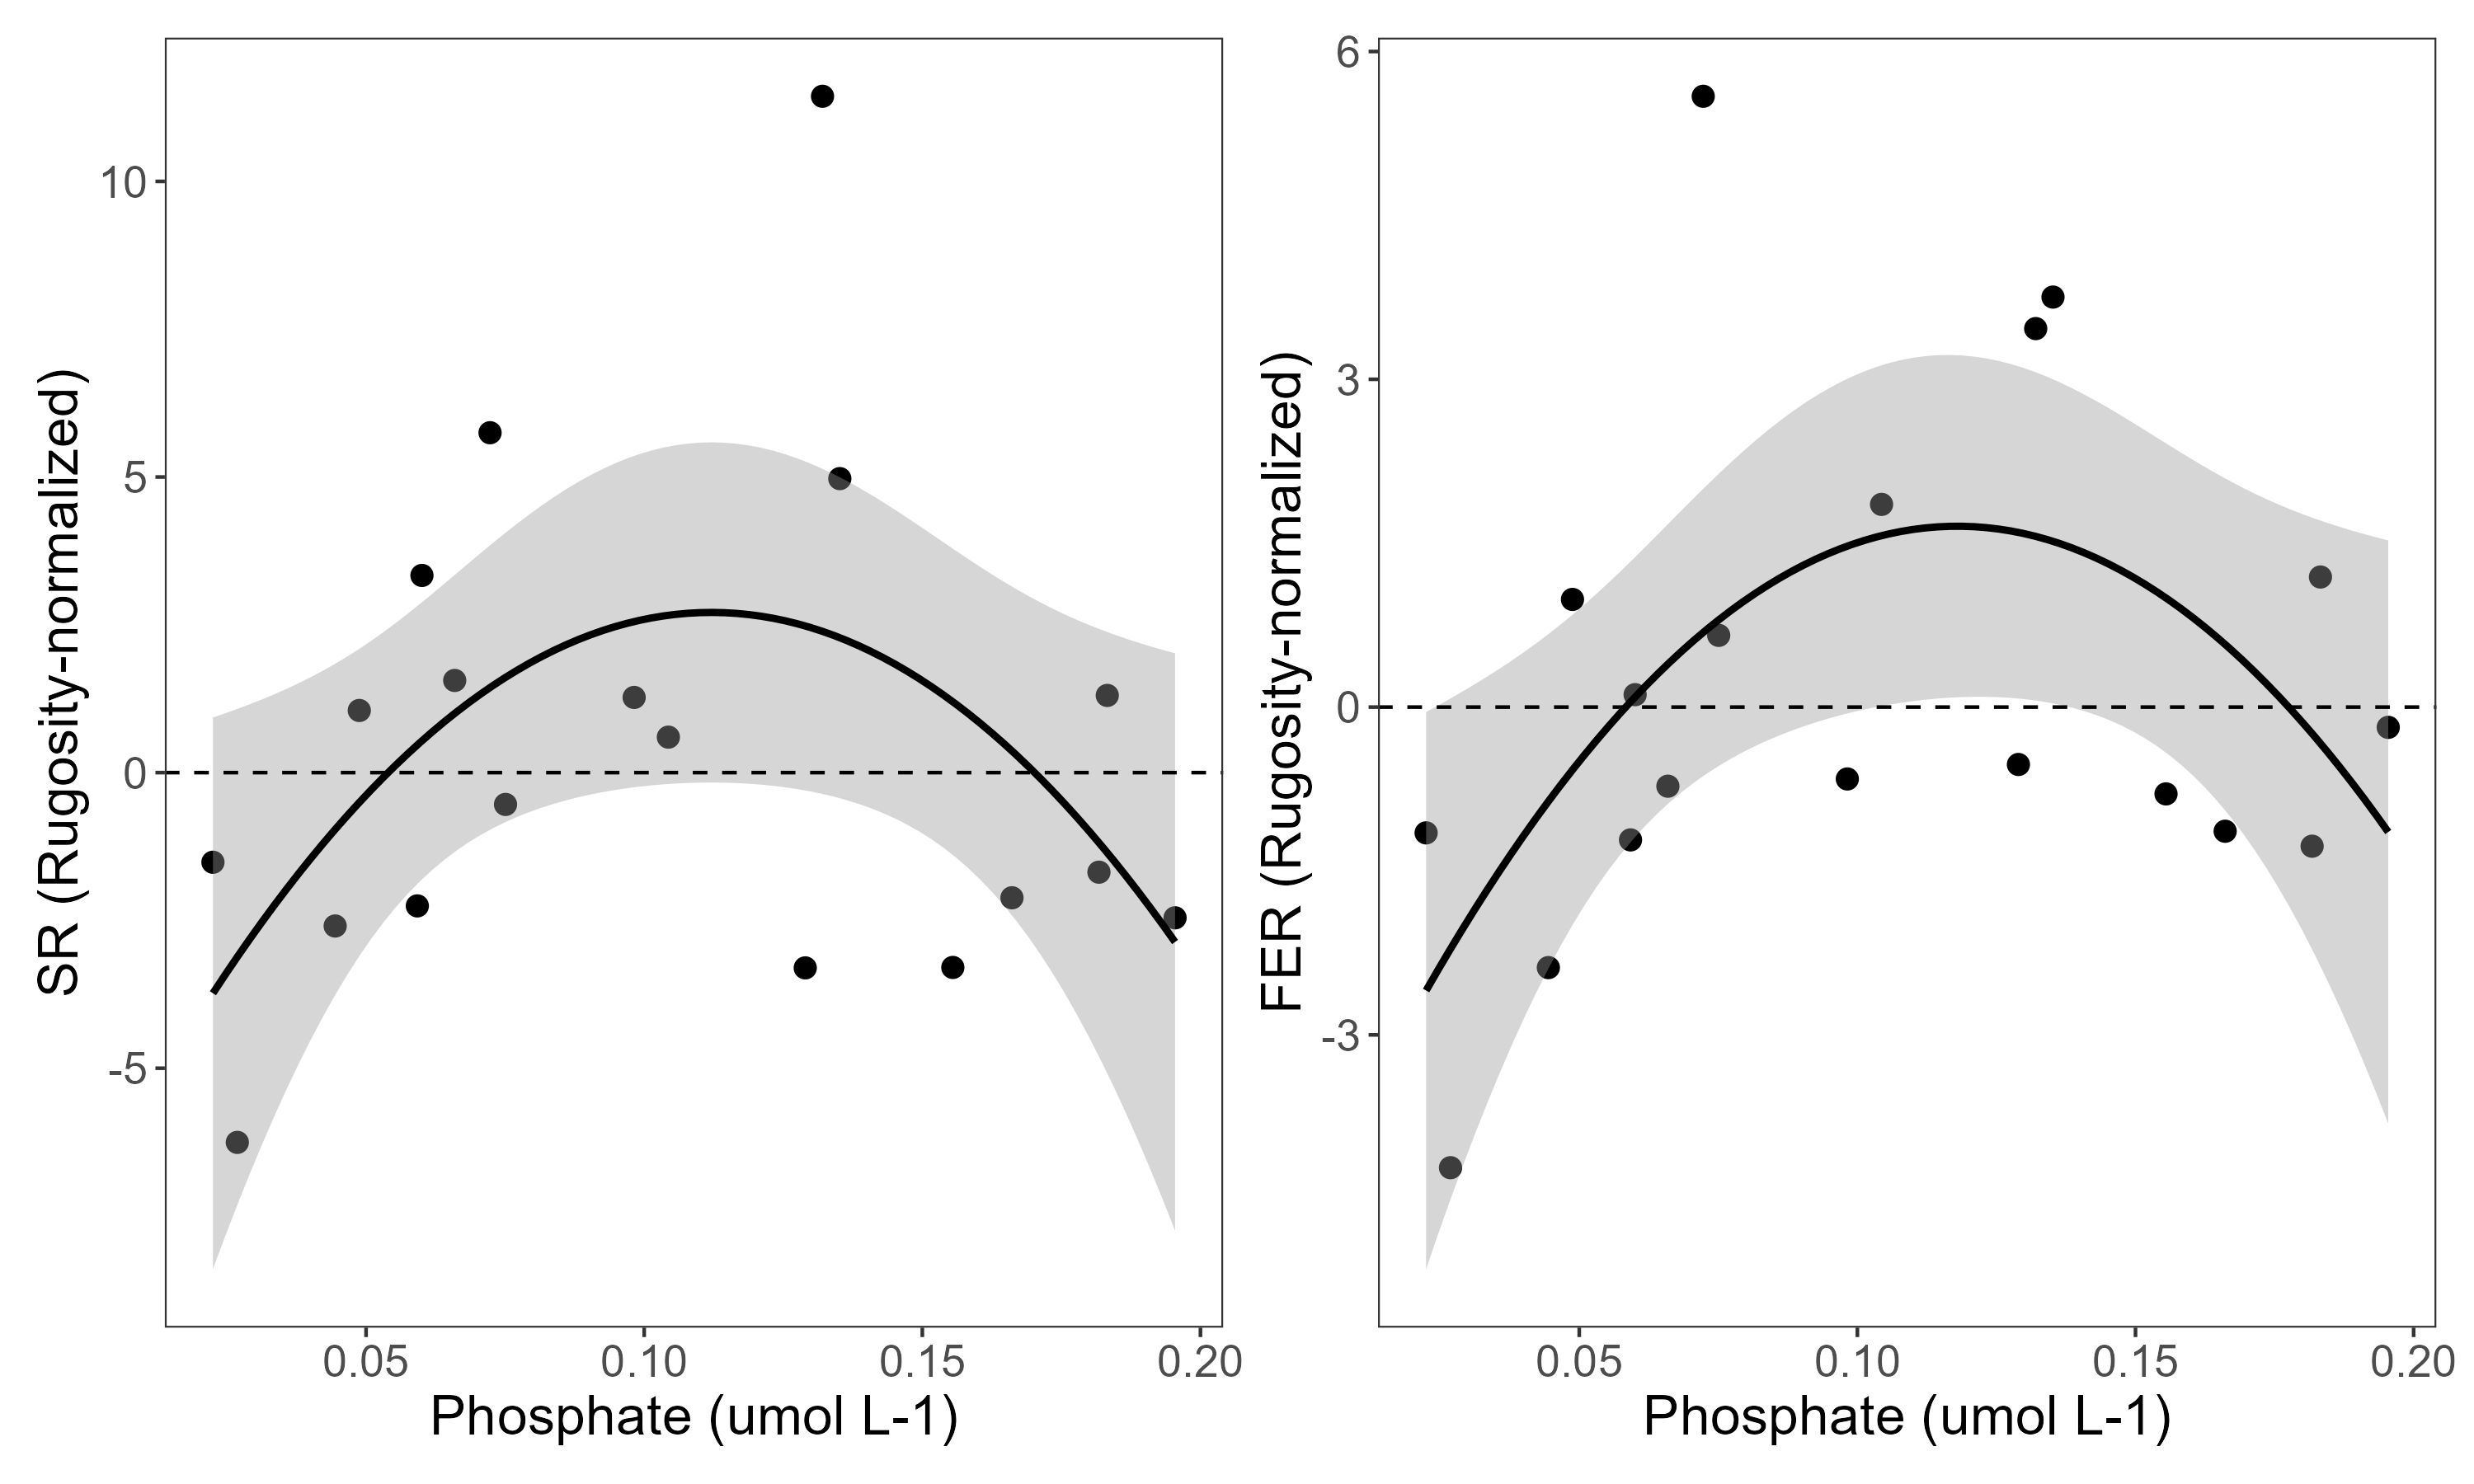 SR (Rugosity-normalized)
10
5
0
-5
0.05 0.10 0.15 0.20
Phosphate (umol L-1)
FER (Rugosity-normalized)
6
3
0
-3
0.05 0.10 0.15 0.20
Phosphate (umol L-1)